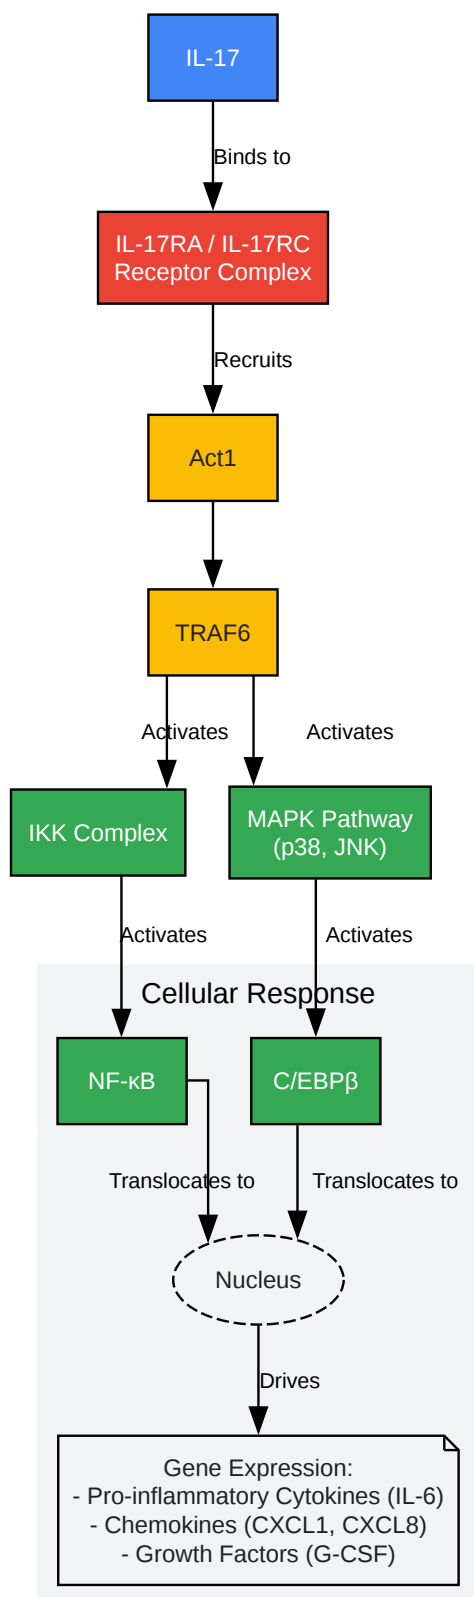 IL-17
Binds to
IL-17RA / IL-17RC
Receptor Complex
Recruits
Act1
TRAF6
Activates
Activates
IKK Complex
MAPK Pathway
(p38, JNK)
Activates
Activates
Cellular Response
NF-κB
C/EBPβ
Translocates to
Translocates to
Nucleus
Drives
Gene Expression:
- Pro-inflammatory Cytokines (IL-6)
- Chemokines (CXCL1, CXCL8)
- Growth Factors (G-CSF)